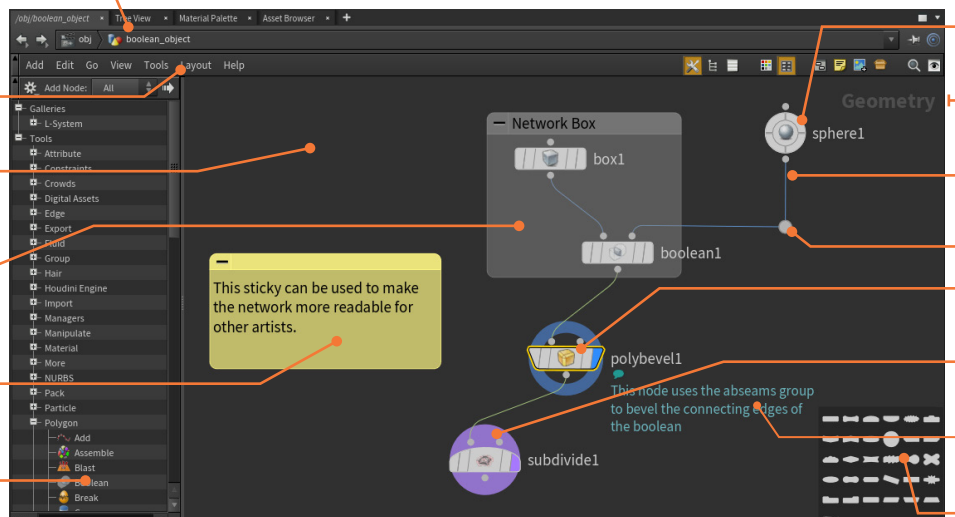 /obj/boolean_object × Tree View × Material Palette × Asset Browser × +
obj boolean_object
Add Edit Go View Tools Layout Help
Add Node: All
Galleries
L-System
Tools
Attribute
Constraints
Crowds
Digital Assets
Edge
Export
Fluid
Group
Hair
Houdini Engine
Import
Managers
Manipulate
Material
More
NURBS
Pack
Particle
Polygon
Add
Assemble
Blast
Boolean
Break
Geometry
Network Box
box1
sphere1
boolean1
This sticky can be used to make
the network more readable for
other artists.
polybevel1
This node uses the abseams group
to bevel the connecting edges of
the boolean
subdivide1